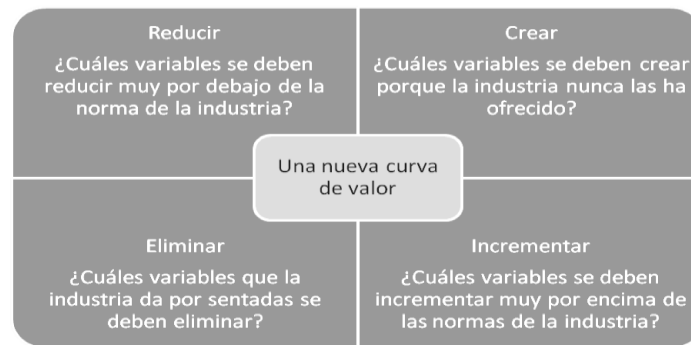 Reducir
¿Cuáles variables se deben
reducir muy por debajo de la
norma de la industria?
Crear
¿Cuáles variables se deben crear
porque la industria nunca las ha
ofrecido?
Una nueva curva
de valor
Eliminar
¿Cuáles variables que la
industria da por sentadas se
deben eliminar?
Incrementar
¿Cuáles variables se deben
incrementar muy por encima de
las normas de la industria?